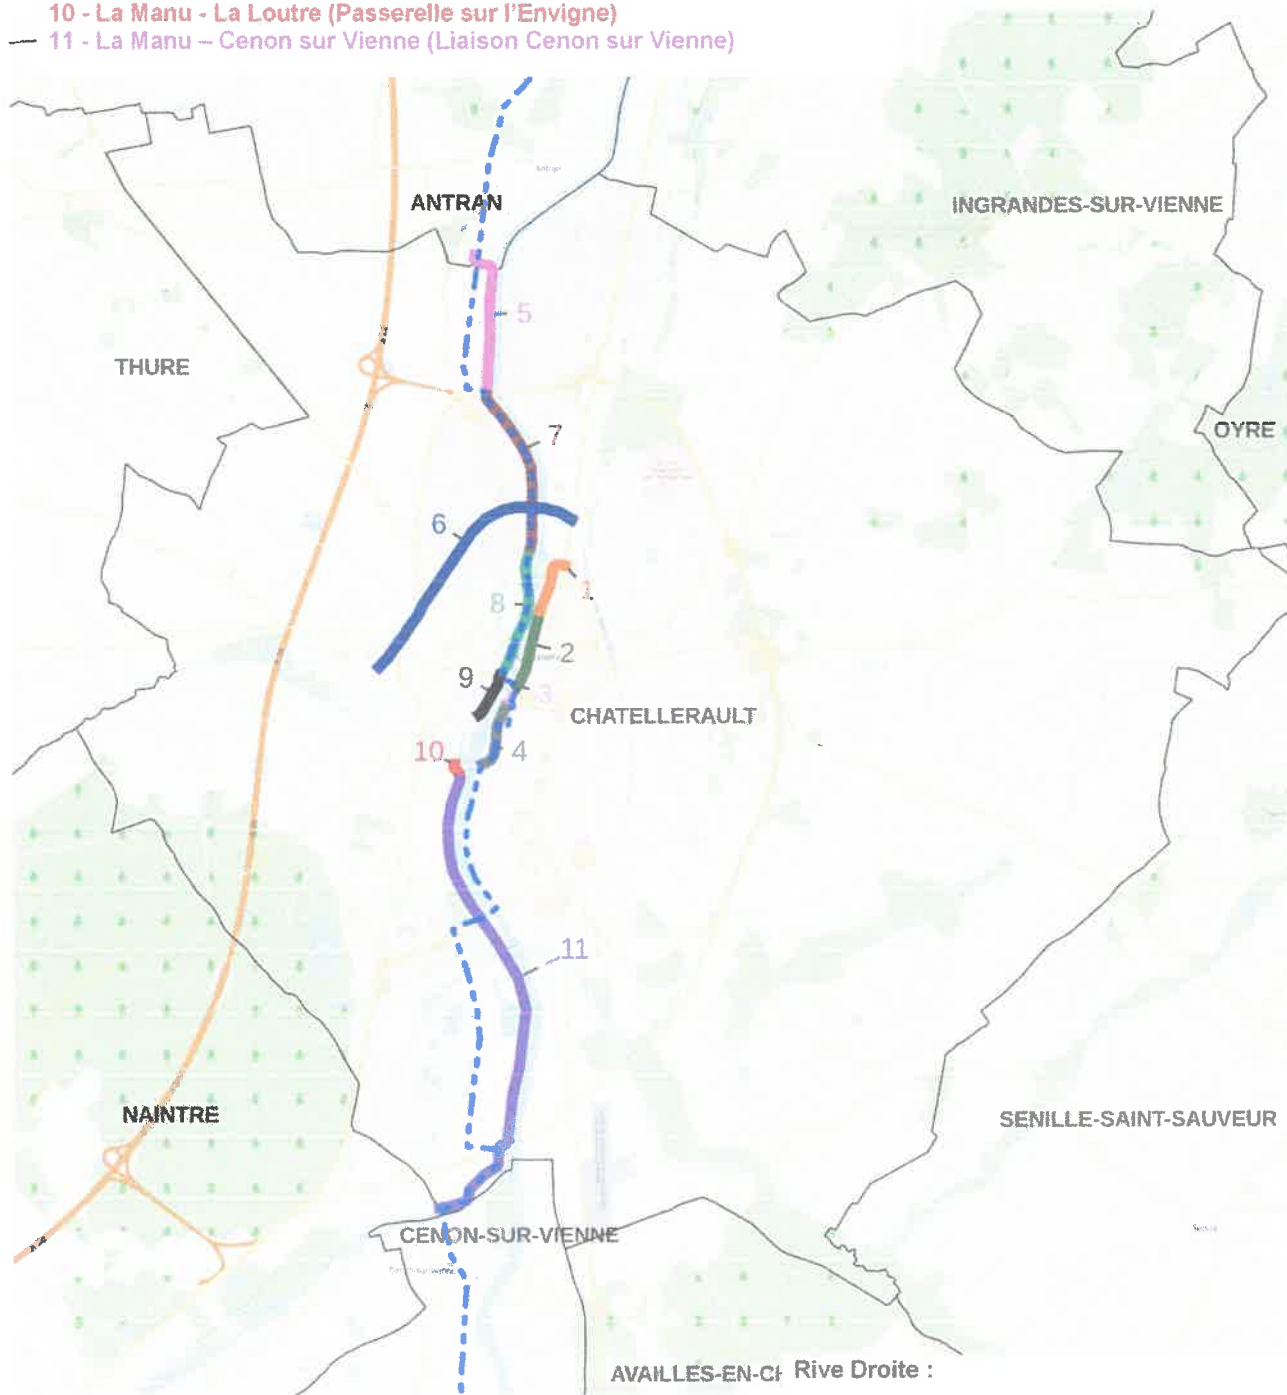 10 - La Manu - La Loutre (Passerelle sur l'Envigne)
11 - La Manu – Cenon sur Vienne (Liaison Cenon sur Vienne)
ANTRAN
INGRANDES-SUR-VIENNE
5
THURE
7
OYRE
6
1
8
2
9
3
CHATELLERAULT
10
4
11
NAINTRE
SENILLE-SAINT-SAUVEUR
CENON-SUR-VIENNE
AVAILLES-EN-CH
Rive Droite :